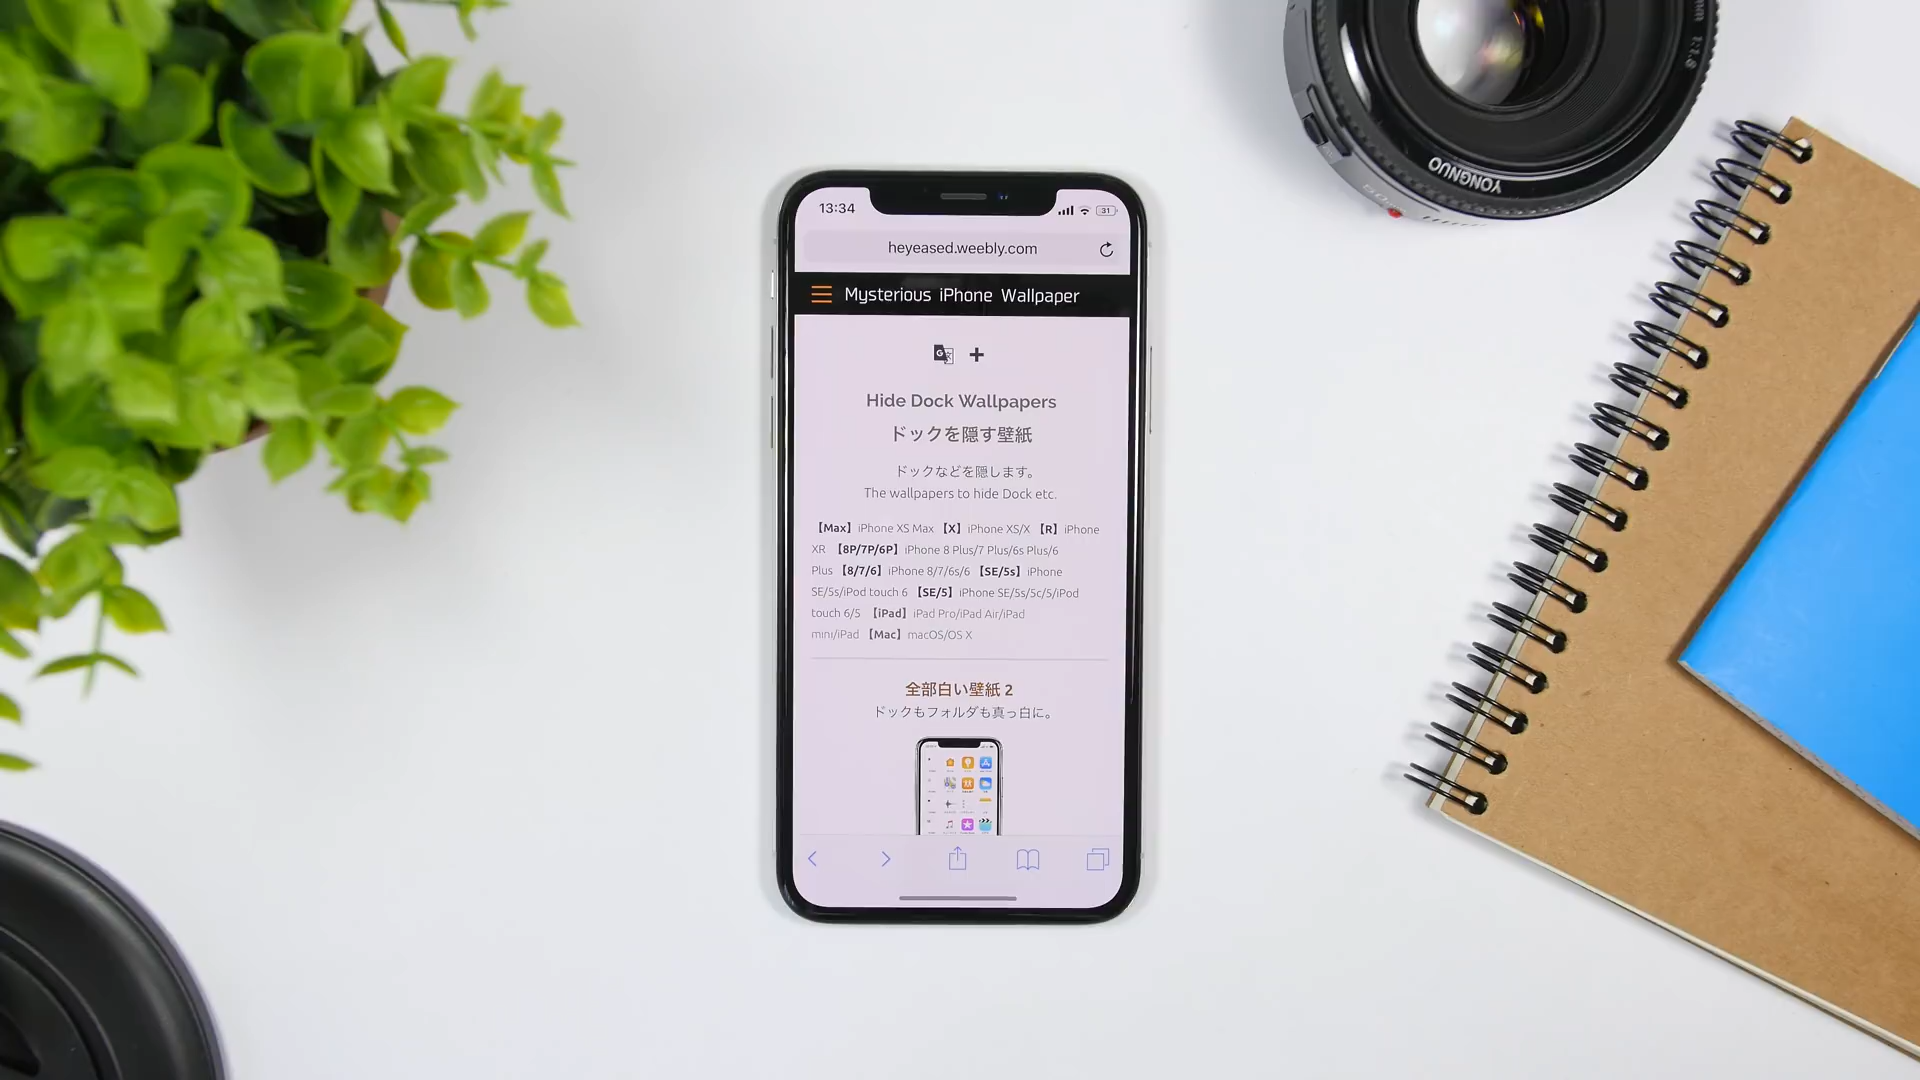 YONGNUO
13:34
31
heyeased.weebly.com
Mysterious iPhone Wallpaper
Hide Dock Wallpapers
ドックを隠す壁紙
ドックなどを隠します。
The wallpapers to hide Dock etc.
【Max】iPhone XS Max 【X】iPhone XS/X 【R】iPhone
XR 【8P/7P/6P】iPhone 8 Plus/7 Plus/6s Plus/6
Plus 【8/7/6】iPhone 8/7/6s/6 【SE/5s】iPhone
SE/5s/iPod touch 6 【SE/5】iPhone SE/5s/5c/5/iPod
touch 6/5 【iPad】iPad Pro/iPad Air/iPad
mini/iPad 【Mac】macOS/OS X
全部白い壁紙 2
ドックもフォルダも真っ白に。